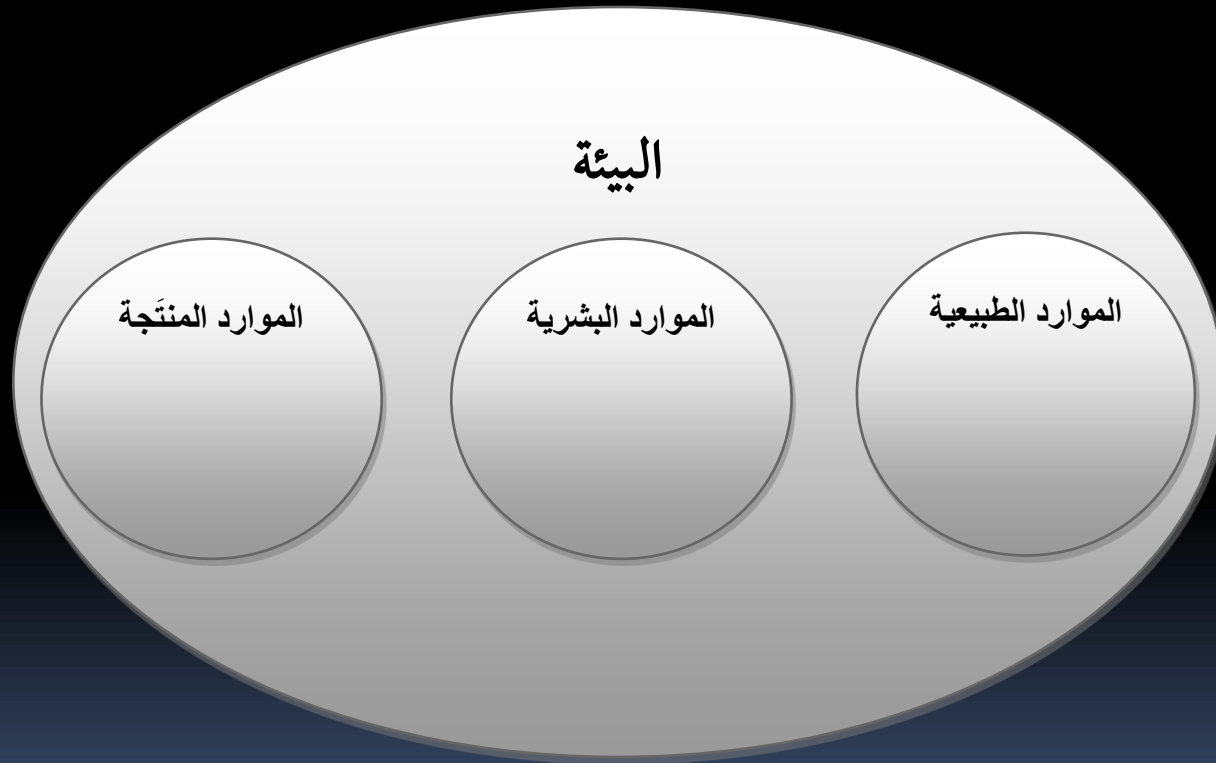 البيئة
الموارد الطبيعية
الموارد البشرية
الموارد المنتَجة